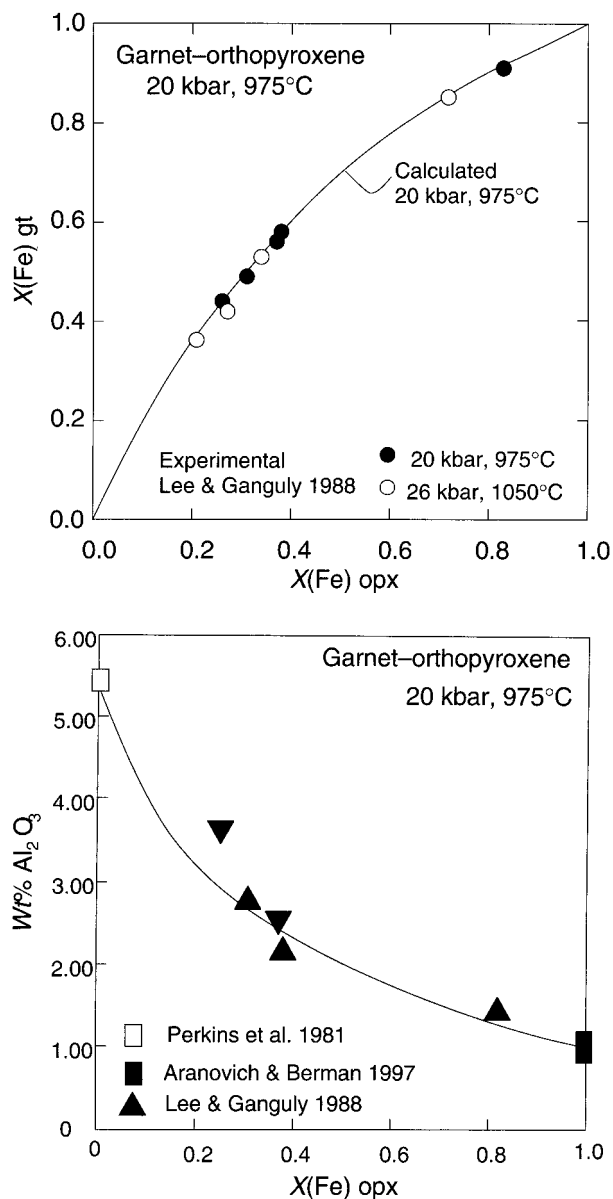 Garnet–orthopyroxene
20 kbar, 975°C
Calculated
20 kbar, 975°C
Experimental
Lee & Ganguly 1988
20 kbar, 975°C
26 kbar, 1050°C
X(Fe) gt
1.0
0.8
0.6
0.4
0.2
0.0
0.0 0.2 0.4 0.6 0.8 1.0
X(Fe) opx
Garnet–orthopyroxene
20 kbar, 975°C
Wt% Al2O3
6.00
5.00
4.00
3.00
2.00
1.00
0
Perkins et al. 1981
Aranovich & Berman 1997
Lee & Ganguly 1988
0 0.2 0.4 0.6 0.8 1.0
X(Fe) opx